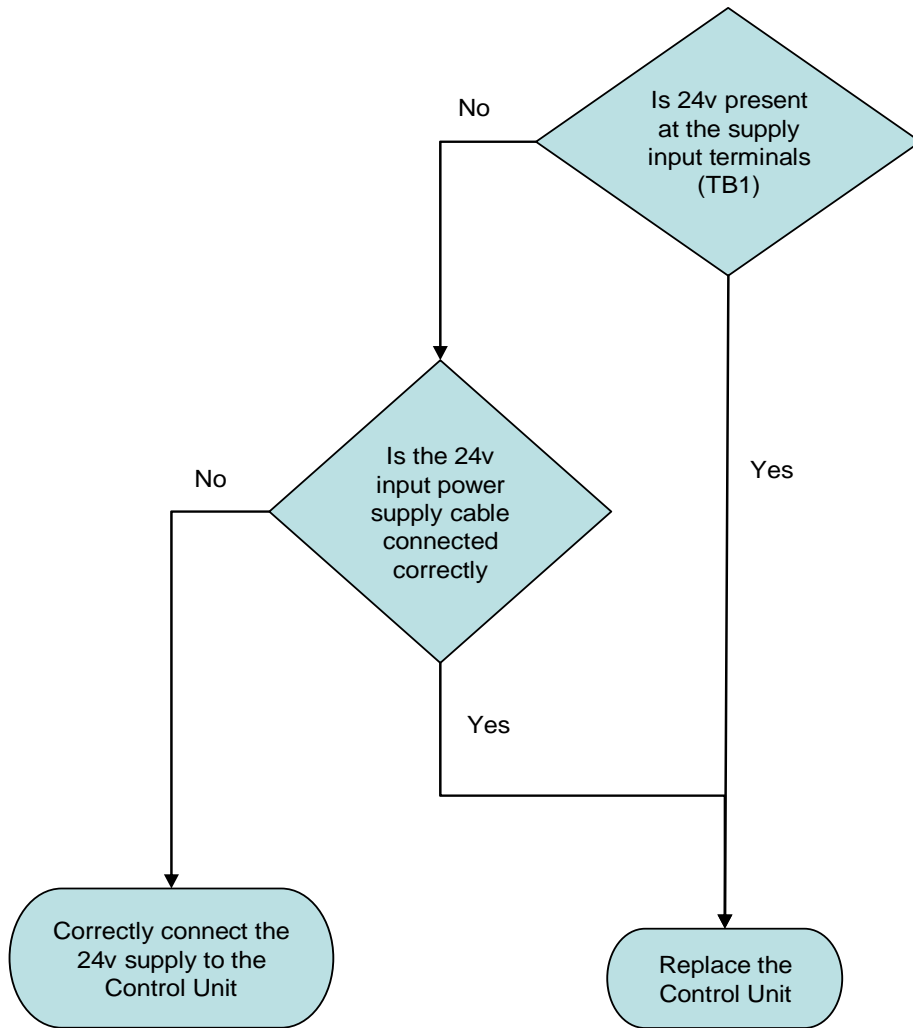 No
Is 24v present
at the supply
input terminals
(TB1)
No
Is the 24v
input power
supply cable
connected
correctly
Yes
Yes
Correctly connect the
24v supply to the
Control Unit
Replace the
Control Unit